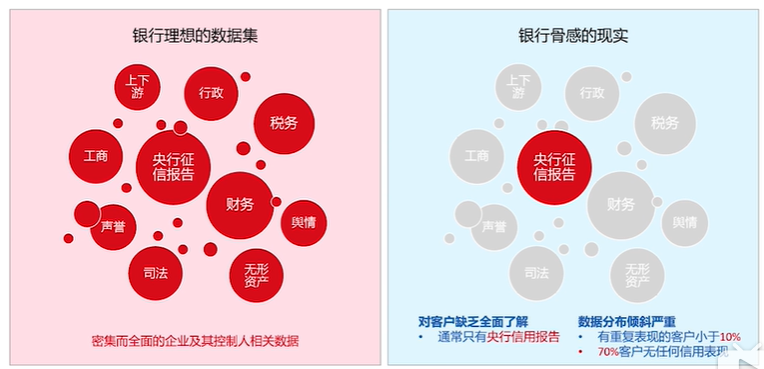 银行理想的数据集
上下
游
行政
税务
工商
央行征
信报告
财务
声誉
舆情
司法
无形
资产
密集而全面的企业及其控制人相关数据
银行骨感的现实
上下
游
行政
税务
工商
央行征
信报告
财务
声誉
舆情
司法
无形
资产
对客户缺乏全面了解
• 通常只有央行信用报告
数据分布倾斜严重
• 有重复表现的客户小于10%
• 70%客户无任何信用表现